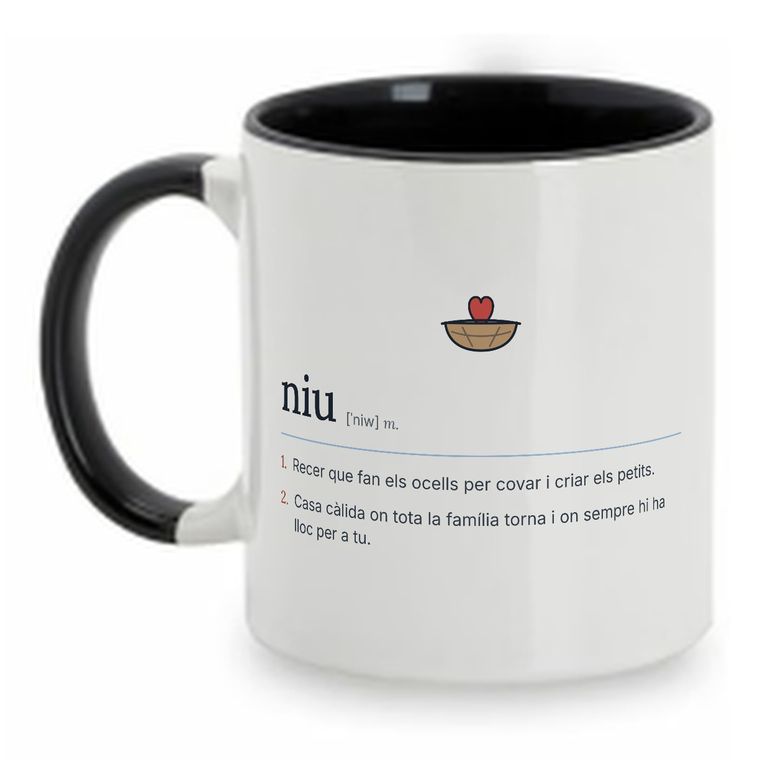 niu ['niw] m.
1. Recer que fan els ocells per covar i criar els petits.
2. Casa càlida on tota la família torna i on sempre hi ha
lloc per a tu.